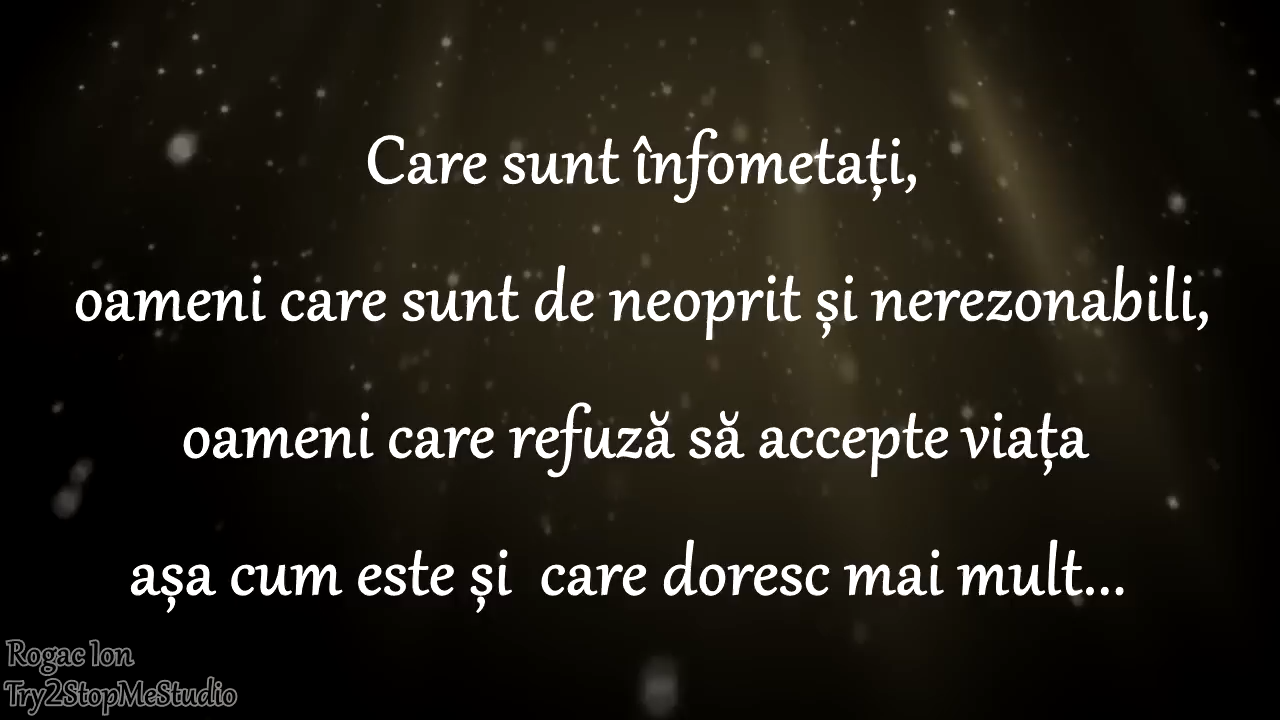 Care sunt înfometați,
oameni care sunt de neoprit și nerezonabili,
oameni care refuză să accepte viața
așa cum este și  care doresc mai mult...
Rogac Ion
Try2StopMeStudio